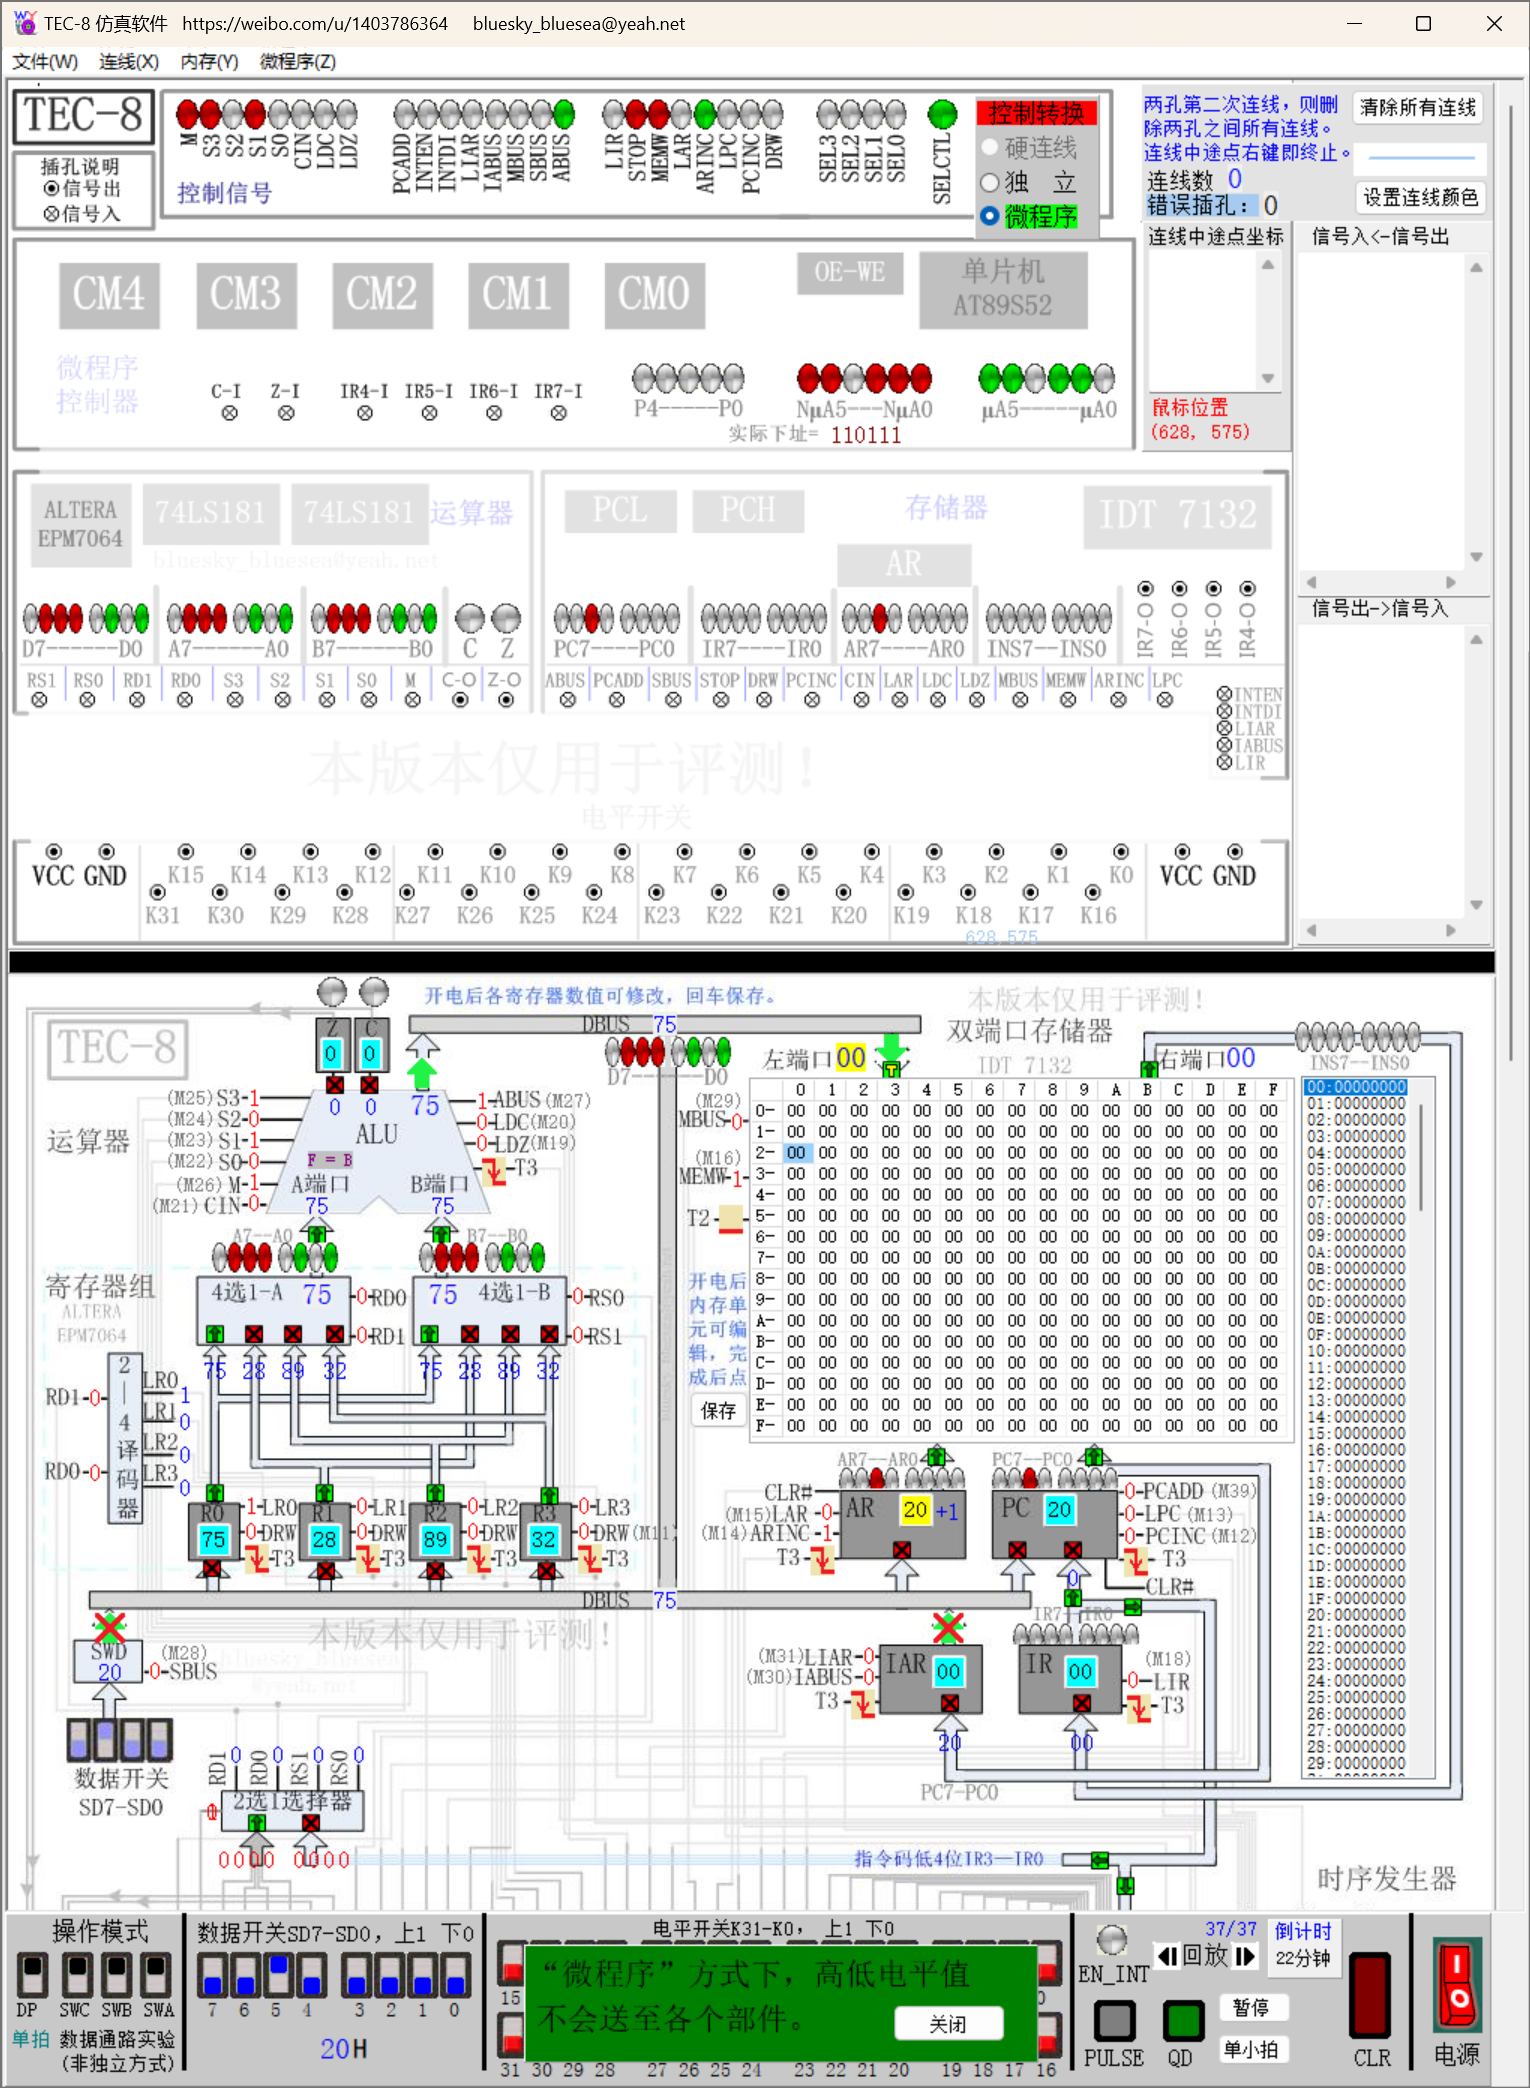 TEC-8 仿真软件 https://weibo.com/u/1403786364 bluesky_bluesea@yeah.net
文件(W) 连线(X) 内存(Y) 微程序(Z)
TEC-8
插孔说明
信号出
信号入
M S3 S2 S1 S0 CIN LDC LDZ
PCADD INTEN INTDI LIAR IABUS MBUS SBUS ABUS
LIR STOP MEMW LAR ARINC LPC PCINC DRW
SEL3 SEL2 SEL1 SEL0
SELCTL
控制信号
控制转换
硬连线
独 立
微程序
两孔第二次连线，则删
除两孔之间所有连线。
连线中途点右键即终止。
连线数 0
错误插孔： 0
清除所有连线
设置连线颜色
连线中途点坐标
信号入<-信号出
CM4 CM3 CM2 CM1 CM0
OE-WE
单片机
AT89S52
微程序
控制器
C-I Z-I IR4-I IR5-I IR6-I IR7-I
P4-----P0
NμA5---NμA0
μA5-----μA0
实际下址= 110111
鼠标位置
(628, 575)
ALTERA
EPM7064
74LS181 74LS181 运算器
bluesky_bluesea@yeah.net
PCL PCH 存储器 IDT 7132
AR
D7------D0 A7-----A0 B7------B0 C Z
PC7----PC0 IR7----IR0 AR7---AR0 INS7--INS0
IR7-O IR6-O IR5-O IR4-O
信号出->信号入
RS1 RS0 RD1 RD0 S3 S2 S1 S0 M C-O Z-O
ABUS PCADD SBUS STOP DRW PCINC CIN LAR LDC LDZ MBUS MEMW ARINC LPC
INTEN
INTDI
LIAR
IABUS
LIR
本版本仅用于评测！
电平开关
VCC GND K15 K14 K13 K12 K11 K10 K9 K8 K7 K6 K5 K4 K3 K2 K1 K0 VCC GND
K31 K30 K29 K28 K27 K26 K25 K24 K23 K22 K21 K20 K19 K18 K17 K16
628,575
开电后各寄存器数值可修改，回车保存。
本版本仅用于评测！
TEC-8
Z C
0 0
DBUS 75
D7------D0
左端口00
双端口存储器
IDT 7132
右端口00
INS7--INS0
运算器
(M25) S3-1
(M24) S2-0
(M23) S1-1
(M22) S0-0
(M26) M-1
(M21) CIN-0
0 0 75
ALU
F = B
A端口 B端口
75 75
1-ABUS (M27)
0-LDC(M20)
0-LDZ(M19)
T3
(M29)
MBUS-0
(M16)
MEMW-1
T2
开电后
内存单
元可编
辑，完
成后点
保存
0 1 2 3 4 5 6 7 8 9 A B C D E F
0- 00 00 00 00 00 00 00 00 00 00 00 00 00 00 00 00
1- 00 00 00 00 00 00 00 00 00 00 00 00 00 00 00 00
2- 00 00 00 00 00 00 00 00 00 00 00 00 00 00 00 00
3- 00 00 00 00 00 00 00 00 00 00 00 00 00 00 00 00
4- 00 00 00 00 00 00 00 00 00 00 00 00 00 00 00 00
5- 00 00 00 00 00 00 00 00 00 00 00 00 00 00 00 00
6- 00 00 00 00 00 00 00 00 00 00 00 00 00 00 00 00
7- 00 00 00 00 00 00 00 00 00 00 00 00 00 00 00 00
8- 00 00 00 00 00 00 00 00 00 00 00 00 00 00 00 00
9- 00 00 00 00 00 00 00 00 00 00 00 00 00 00 00 00
A- 00 00 00 00 00 00 00 00 00 00 00 00 00 00 00 00
B- 00 00 00 00 00 00 00 00 00 00 00 00 00 00 00 00
C- 00 00 00 00 00 00 00 00 00 00 00 00 00 00 00 00
D- 00 00 00 00 00 00 00 00 00 00 00 00 00 00 00 00
E- 00 00 00 00 00 00 00 00 00 00 00 00 00 00 00 00
F- 00 00 00 00 00 00 00 00 00 00 00 00 00 00 00 00
00:00000000
01:00000000
02:00000000
03:00000000
04:00000000
05:00000000
06:00000000
07:00000000
08:00000000
09:00000000
0A:00000000
0B:00000000
0C:00000000
0D:00000000
0E:00000000
0F:00000000
10:00000000
11:00000000
12:00000000
13:00000000
14:00000000
15:00000000
16:00000000
17:00000000
18:00000000
19:00000000
1A:00000000
1B:00000000
1C:00000000
1D:00000000
1E:00000000
1F:00000000
20:00000000
21:00000000
22:00000000
23:00000000
24:00000000
25:00000000
26:00000000
27:00000000
28:00000000
29:00000000
A7--A0 B7--B0
寄存器组
ALTERA
EPM7064
4选1-A 75 0-RD0 75 4选1-B 0-RS0
0-RD1 0-RS1
75 28 89 32 75 28 89 32
2—4译码器
RD1-0
RD0-0
LR0 1
LR1 0
LR2 0
LR3 0
R0 1-LR0 R1 0-LR1 R2 0-LR2 R3 0-LR3
75 0-DRW 28 0-DRW 89 0-DRW 32 0-DRW(M11)
T3 T3 T3 T3
AR7--AR0 PC7--PC0
CLR#
(M15)LAR -0
(M14)ARINC-1
T3
AR 20 +1
PC 20
0-PCADD (M39)
0-LPC (M13)
0-PCINC (M12)
T3
CLR#
0
DBUS 75
IR7--IR0
本版本仅用于评测！
SWD
20
(M28)
0-SBUS
(M31)LIAR-0
(M30)IABUS-0
T3
IAR 00
IR 00
(M18)
0-LIR
T3
20 00
PC7-PC0
数据开关
SD7-SD0
RD1 0 RD0 0 RS1 0 RS0 0
2选1选择器
0000 0000
指令码低4位IR3—IR0
时序发生器
操作模式
DP SWC SWB SWA
单拍 数据通路实验
(非独立方式)
数据开关SD7-SD0，上1 下0
7 6 5 4 3 2 1 0
20H
电平开关K31-K0，上1 下0
15 0
“微程序”方式下，高低电平值
不会送至各个部件。
关闭
31 30 29 28 27 26 25 24 23 22 21 20 19 18 17 16
EN_INT
37/37
回放
倒计时
22分钟
PULSE QD
暂停
单小拍
CLR
电源